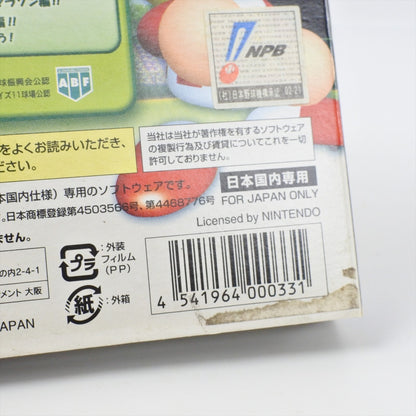 !!
う!
NPB
(社)日本野球機構承認 02-21
球振興会公認
イズ11球場公認
ABF
をよくお読みいただき、
ださい。
当社は当社が著作権を有するソフトウェア
の複製行為及び賃貸についてこれを一切
許可しておりません。
本国内仕様)専用のソフトウェアです。
日本国内専用
日本商標登録第4503566号、第4468776号
FOR JAPAN ONLY
Licensed by NINTENDO
ません。
の内2-4-1
メント 大阪
JAPAN
プラ
:外装
フィルム
(PP)
紙
:外箱
4 541964 000331